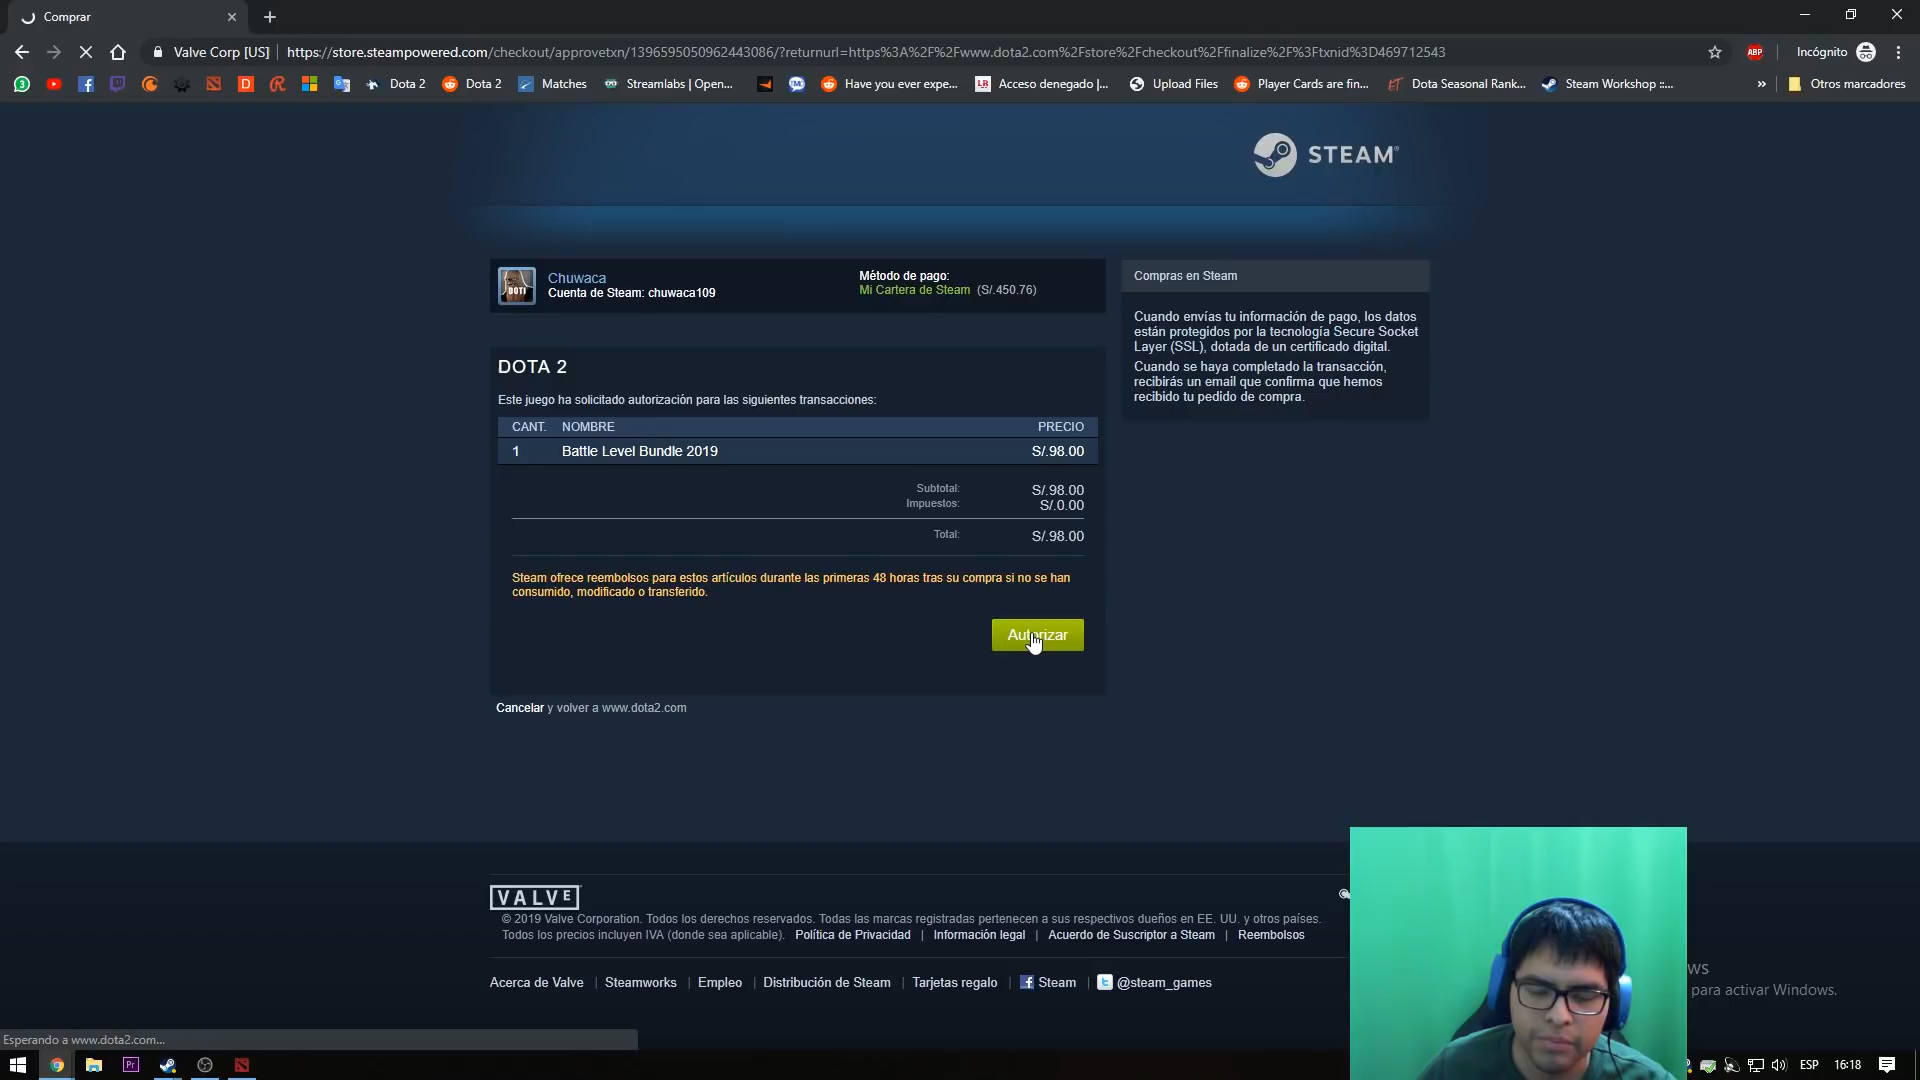 Comprar
Valve Corp [US] https://store.steampowered.com/checkout/approvetxn/1396595050962443086/?returnurl=https%3A%2F%2Fwww.dota2.com%2Fstore%2Fcheckout%2Ffinalize%2F%3Ftxnid%3D469712543
ABP
Incógnito
Dota 2
Dota 2
Matches
Streamlabs | Open...
Have you ever expe...
Acceso denegado |...
Upload Files
Player Cards are fin...
Dota Seasonal Rank...
Steam Workshop ::...
»
Otros marcadores
STEAM®
Chuwaca
Cuenta de Steam: chuwaca109
Método de pago:
Mi Cartera de Steam (S/.450.76)
Compras en Steam
Cuando envías tu información de pago, los datos
están protegidos por la tecnología Secure Socket
Layer (SSL), dotada de un certificado digital.
Cuando se haya completado la transacción,
recibirás un email que confirma que hemos
recibido tu pedido de compra.
DOTA 2
Este juego ha solicitado autorización para las siguientes transacciones:
CANT. NOMBRE PRECIO
1 Battle Level Bundle 2019 S/.98.00
Subtotal: S/.98.00
Impuestos: S/.0.00
Total: S/.98.00
Steam ofrece reembolsos para estos artículos durante las primeras 48 horas tras su compra si no se han
consumido, modificado o transferido.
Autorizar
Cancelar y volver a www.dota2.com
VALVE
© 2019 Valve Corporation. Todos los derechos reservados. Todas las marcas registradas pertenecen a sus respectivos dueños en EE. UU. y otros países.
Todos los precios incluyen IVA (donde sea aplicable). Política de Privacidad | Información legal | Acuerdo de Suscriptor a Steam | Reembolsos
Acerca de Valve | Steamworks | Empleo | Distribución de Steam | Tarjetas regalo | Steam | @steam_games
ws
para activar Windows.
Esperando a www.dota2.com...
Pr
ESP
16:18